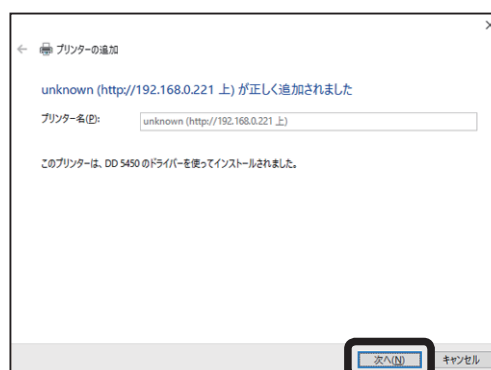 プリンターの追加
unknown (http://192.168.0.221 上) が正しく追加されました
プリンター名(P): unknown (http://192.168.0.221 上)
このプリンターは、DD 5450 のドライバーを使ってインストールされました。
次へ(N) キャンセル